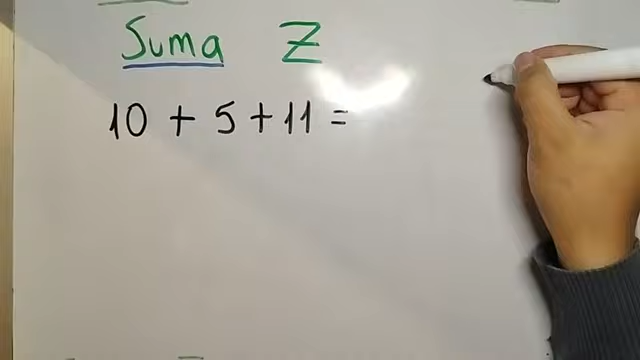 Suma Z
10 + 5 + 11 =